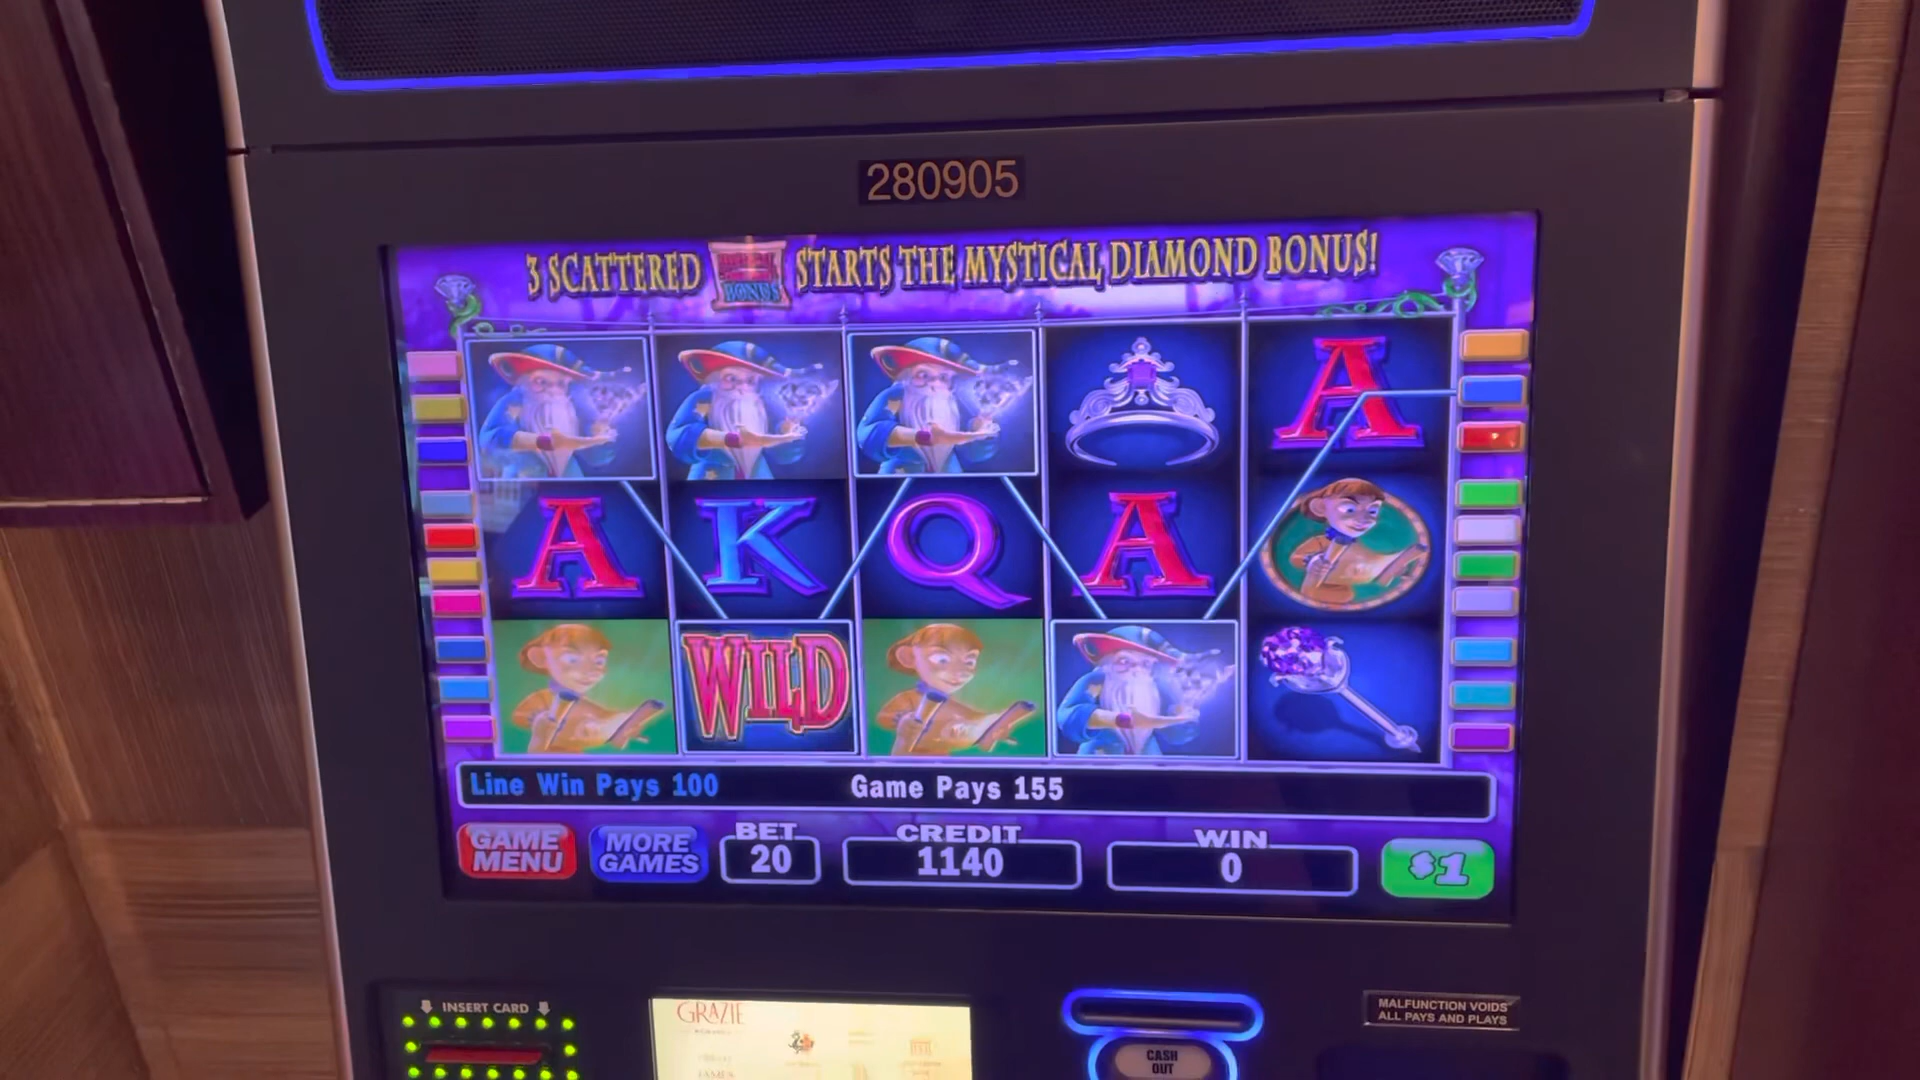 280905
3 SCATTERED BONUS STARTS THE MYSTICAL DIAMOND BONUS!
A
A K Q A
WILD
Line Win Pays 100 Game Pays 155
GAME MENU
MORE GAMES
BET
20
CREDIT
1140
WIN
0
$1
INSERT CARD
GRAZIE
CASH OUT
MALFUNCTION VOIDS
ALL PAYS AND PLAYS